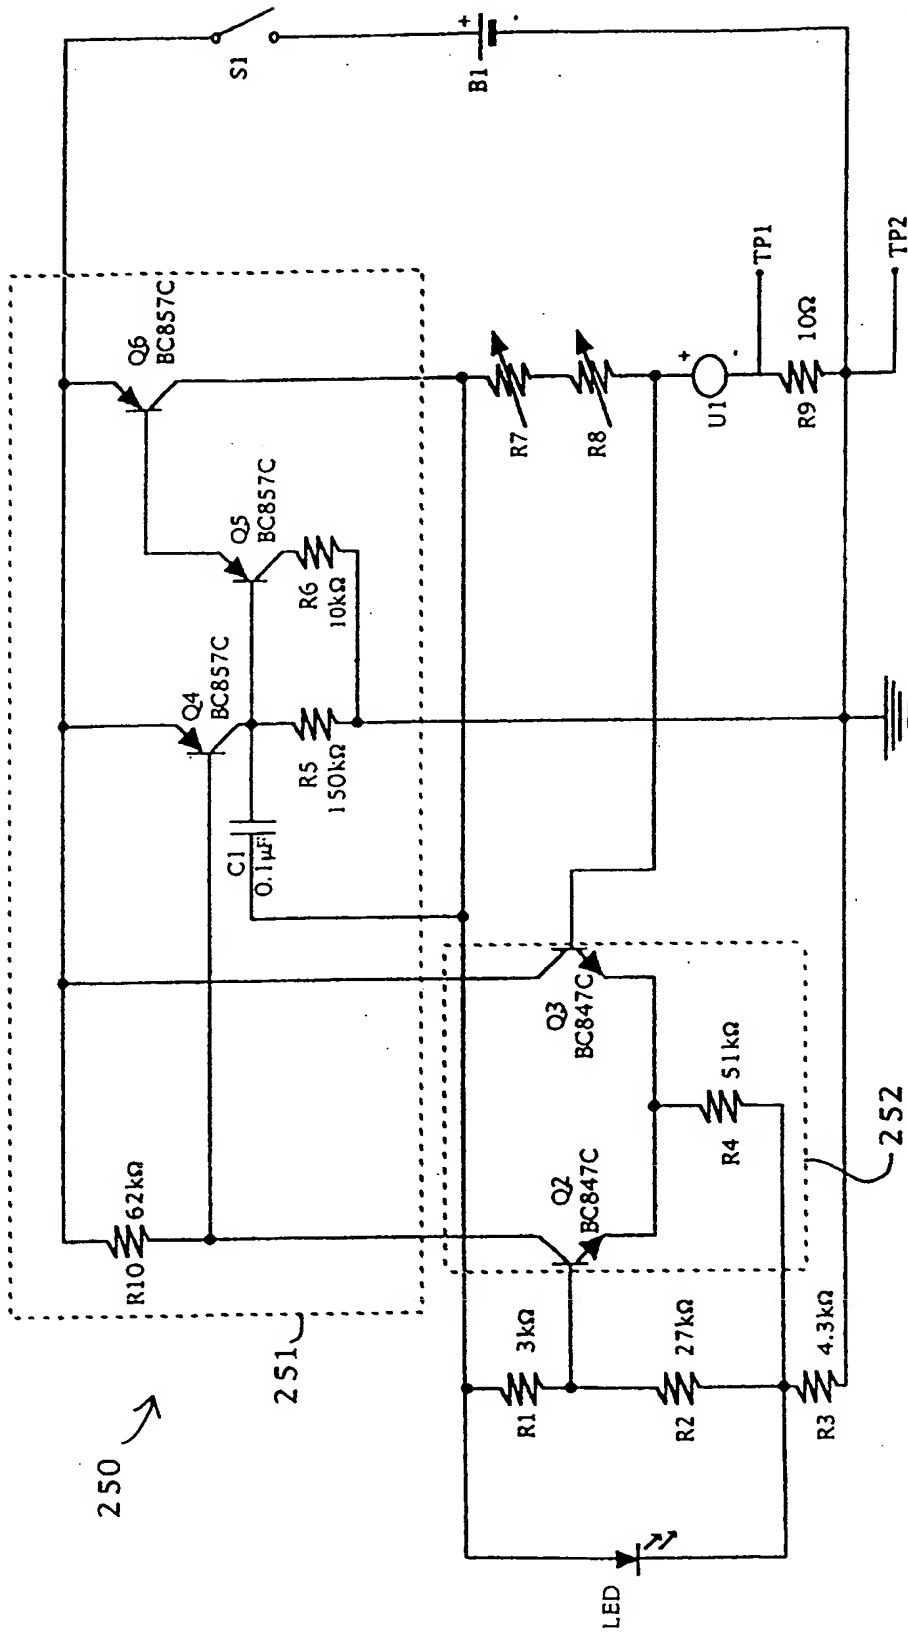 S1
+
-
B1
Q6
BC857C
Q5
BC857C
Q4
BC857C
R6
10kΩ
R5
150kΩ
C1
0.1µF
R10
62kΩ
251
250
R7
R8
+
-
U1
TP1
R9
10Ω
TP2
Q3
BC847C
Q2
BC847C
R4
51kΩ
252
R1
3kΩ
R2
27kΩ
R3
4.3kΩ
LED